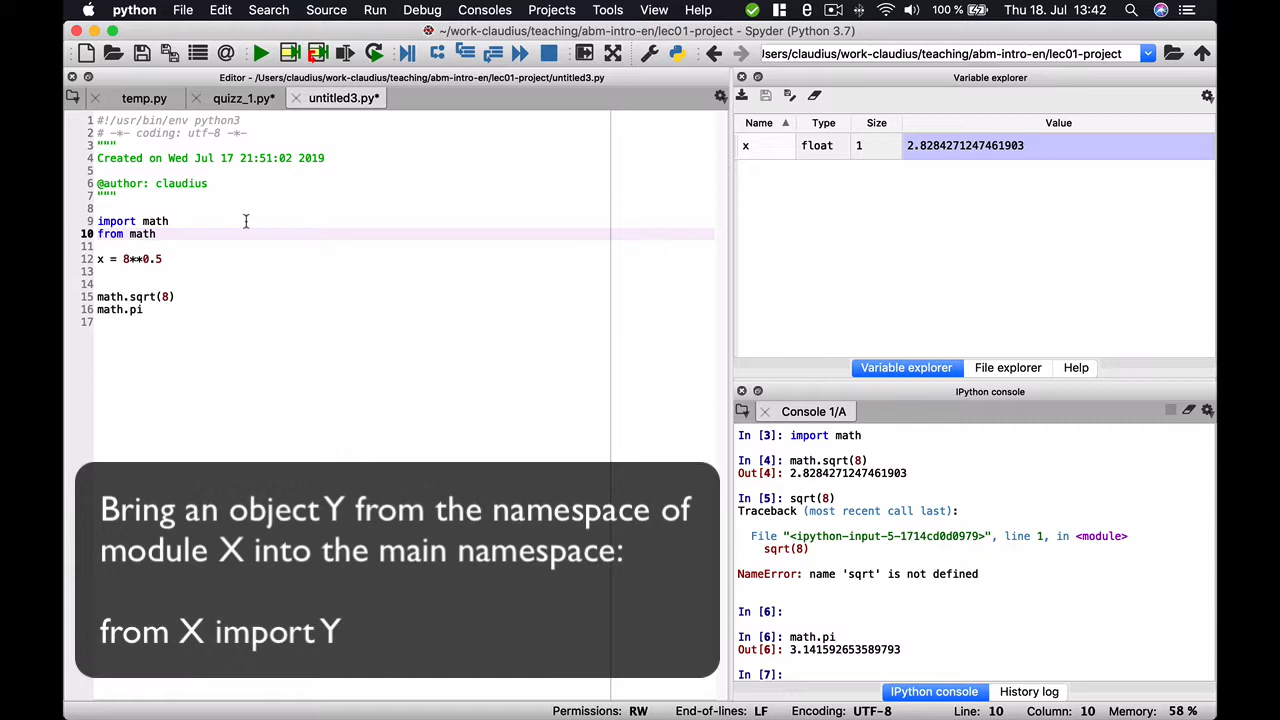 python File Edit Search Source Run Debug Consoles Projects Tools View Help 100 % Thu 18. Jul 13:42
~/work-claudius/teaching/abm-intro-en/lec01-project - Spyder (Python 3.7)
sers/claudius/work-claudius/teaching/abm-intro-en/lec01-project
Editor - /Users/claudius/work-claudius/teaching/abm-intro-en/lec01-project/untitled3.py
temp.py quizz_1.py* untitled3.py*
1 #!/usr/bin/env python3
2 # -*- coding: utf-8 -*-
3 """
4 Created on Wed Jul 17 21:51:02 2019
5
6 @author: claudius
7 """
8
9 import math
10 from math
11
12 x = 8**0.5
13
14
15 math.sqrt(8)
16 math.pi
17
Bring an object Y from the namespace of
module X into the main namespace:
from X import Y
Variable explorer
Name Type Size Value
x float 1 2.8284271247461903
Variable explorer File explorer Help
IPython console
Console 1/A
In [3]: import math
In [4]: math.sqrt(8)
Out[4]: 2.8284271247461903
In [5]: sqrt(8)
Traceback (most recent call last):
File "<ipython-input-5-1714cd0d0979>", line 1, in <module>
sqrt(8)
NameError: name 'sqrt' is not defined
In [6]:
In [6]: math.pi
Out[6]: 3.141592653589793
In [7]:
IPython console History log
Permissions: RW End-of-lines: LF Encoding: UTF-8 Line: 10 Column: 10 Memory: 58 %